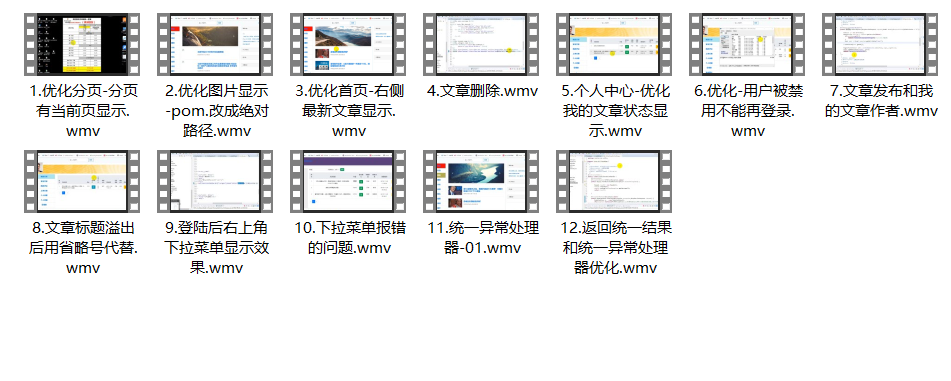 1.优化分页-分页
有当前页显示.
wmv
2.优化图片显示
-pom.改成绝对
路径.wmv
3.优化首页-右侧
最新文章显示.
wmv
4.文章删除.wmv
5.个人中心-优化
我的文章状态显
示.wmv
6.优化-用户被禁
用不能再登录.
wmv
7.文章发布和我
的文章作者.wmv
8.文章标题溢出
后用省略号代替.
wmv
9.登陆后右上角
下拉菜单显示效
果.wmv
10.下拉菜单报错
的问题.wmv
11.统一异常处理
器-01.wmv
12.返回统一结果
和统一异常处理
器优化.wmv